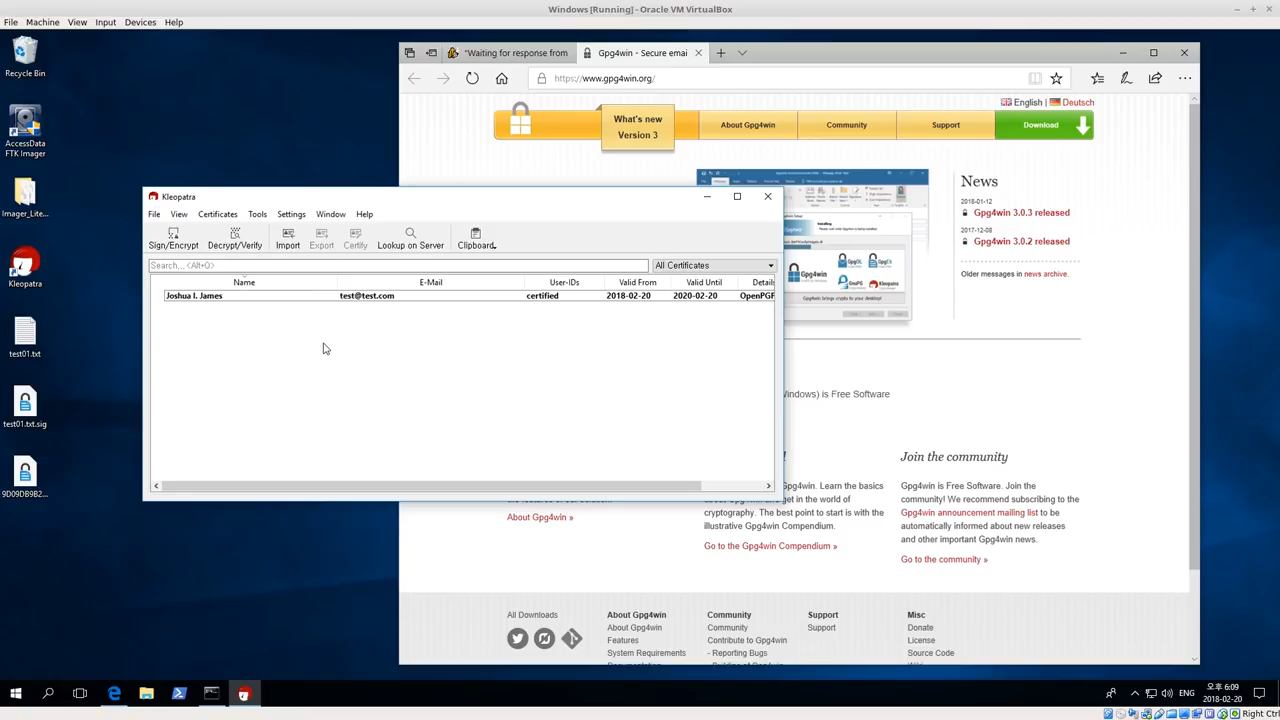 Windows [Running] - Oracle VM VirtualBox
File Machine View Input Devices Help
Recycle Bin
AccessData FTK Imager
Imager_Lite...
Kleopatra
test01.txt
test01.txt.sig
9D09DB9B2...
"Waiting for response from
Gpg4win - Secure emai
https://www.gpg4win.org/
English | Deutsch
What's new
Version 3
About Gpg4win
Community
Support
Download
News
2018-01-12
Gpg4win 3.0.3 released
2017-12-08
Gpg4win 3.0.2 released
Older messages in news archive.
Kleopatra
File View Certificates Tools Settings Window Help
Sign/Encrypt Decrypt/Verify Import Export Certify Lookup on Server Clipboard
Search... <Alt+Q>
All Certificates
Name E-Mail User-IDs Valid From Valid Until Details
Joshua I. James test@test.com certified 2018-02-20 2020-02-20 OpenPGP
Windows) is Free Software
Join the community
Gpg4win. Learn the basics
and get in the world of
cryptography. The best point to start is with the
illustrative Gpg4win Compendium.
Go to the Gpg4win Compendium »
Gpg4win is Free Software. Join the
community! We recommend subscribing to the
Gpg4win announcement mailing list to be
automatically informed about new releases
and other important Gpg4win news.
Go to the community »
About Gpg4win »
All Downloads
About Gpg4win
About Gpg4win
Features
System Requirements
Community
Community
Contribute to Gpg4win
- Reporting Bugs
Support
Support
Misc
Donate
License
Source Code
ENG
오후 6:09
2018-02-20
Right Ctrl